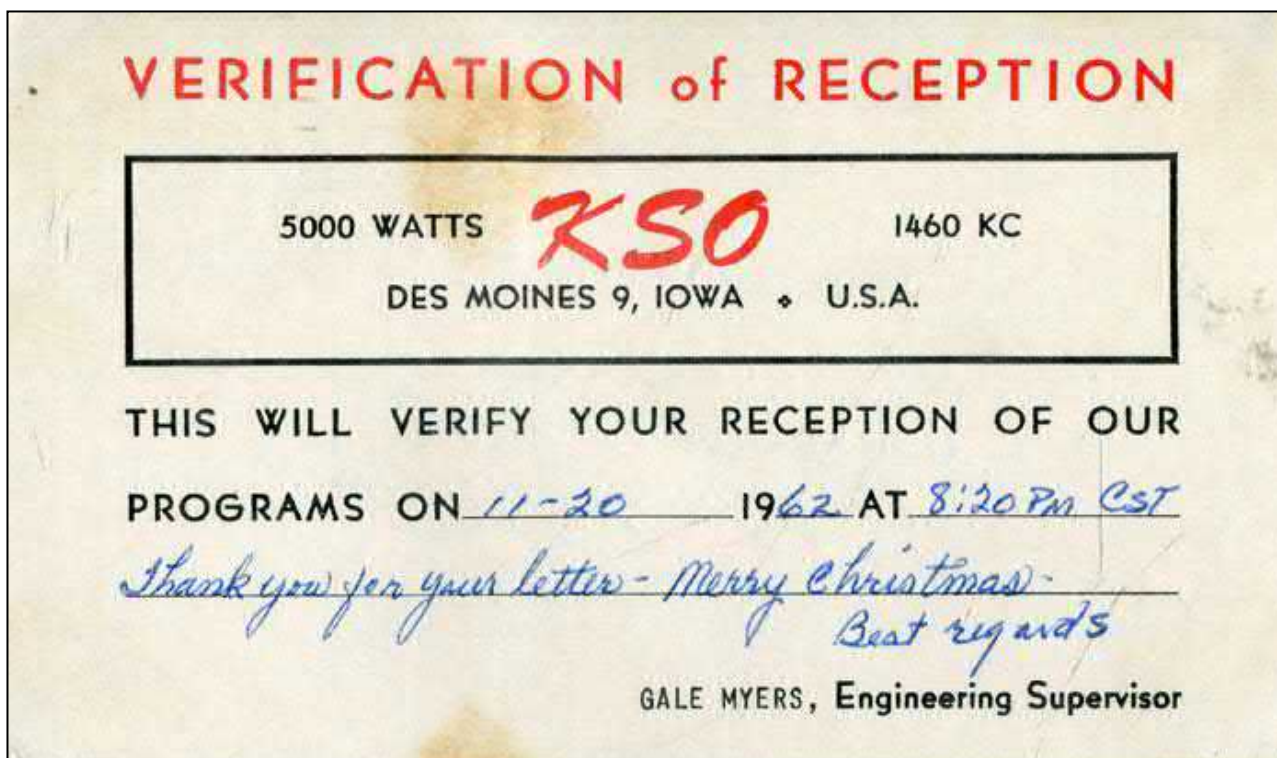 VERIFICATION of RECEPTION
5000 WATTS KSO 1460 KC
DES MOINES 9, IOWA • U.S.A.
THIS WILL VERIFY YOUR RECEPTION OF OUR
PROGRAMS ON 11-20 1962 AT 8:20 PM CST
Thank you for your letter - Merry Christmas -
Best regards
GALE MYERS, Engineering Supervisor